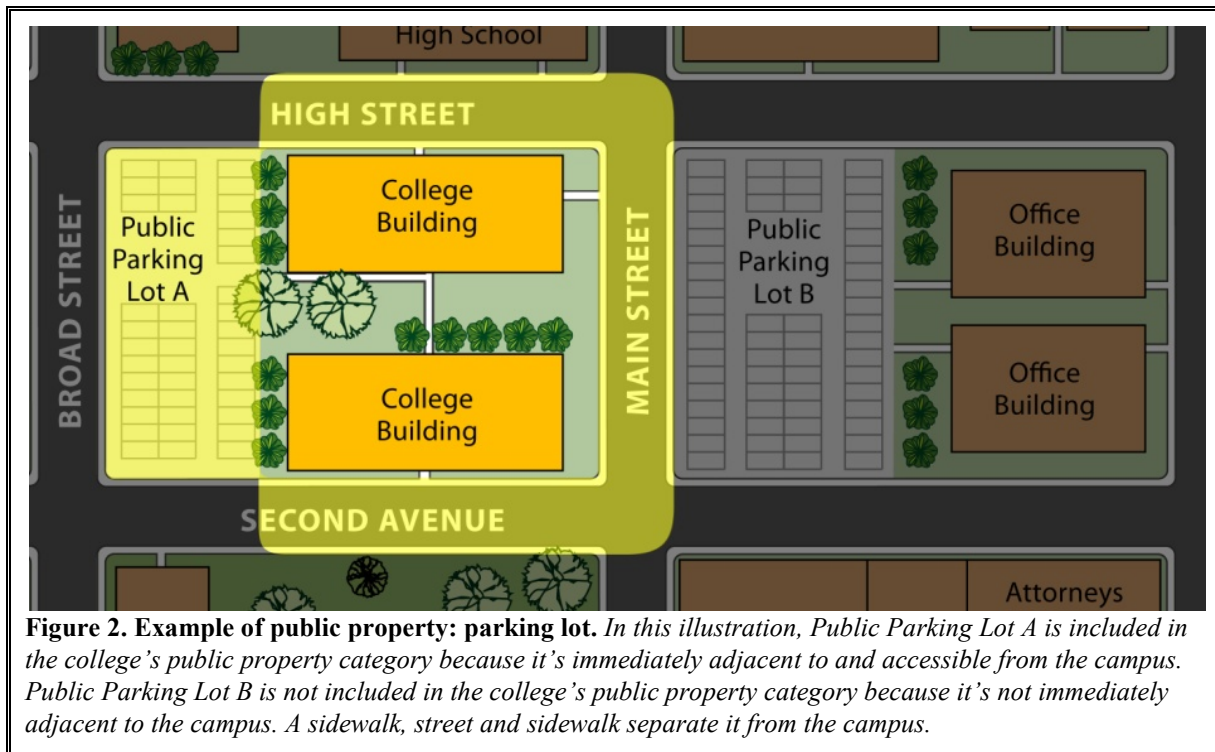 High School
HIGH STREET
BROAD STREET
Public
Parking
Lot A
College
Building
MAIN STREET
Public
Parking
Lot B
Office
Building
College
Building
Office
Building
SECOND AVENUE
Attorneys
Figure 2. Example of public property: parking lot. In this illustration, Public Parking Lot A is included in
the college's public property category because it's immediately adjacent to and accessible from the campus.
Public Parking Lot B is not included in the college's public property category because it's not immediately
adjacent to the campus. A sidewalk, street and sidewalk separate it from the campus.